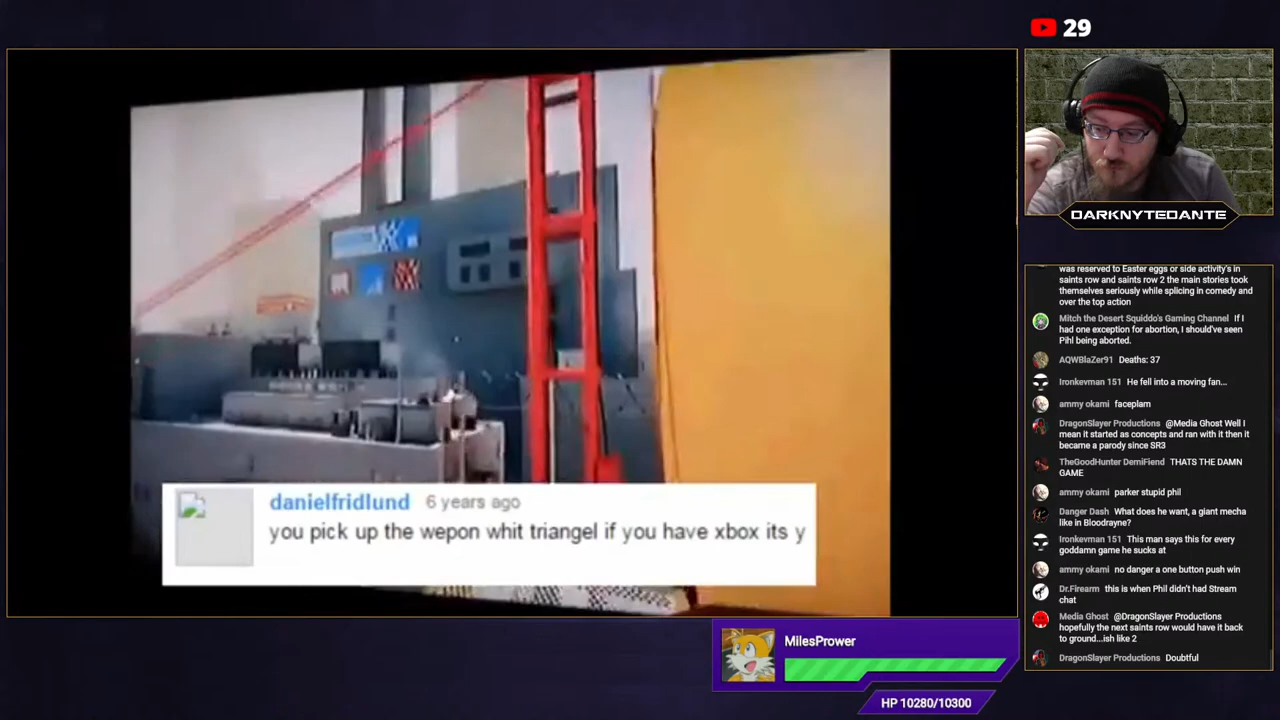 29
DARKNYTEDANTE
danielfridlund 6 years ago
you pick up the wepon whit triangel if you have xbox its y
was reserved to Easter eggs or side activity's in
saints row and saints row 2 the main stories took
themselves seriously while splicing in comedy and
over the top action
Mitch the Desert Squiddo's Gaming Channel If I
had one exception for abortion, I should've seen
Pihl being aborted.
AQWBlaZer91 Deaths: 37
Ironkevman 151 He fell into a moving fan...
ammy okami faceplam
DragonSlayer Productions @Media Ghost Well I
mean it started as concepts and ran with it then it
became a parody since SR3
TheGoodHunter DemiFiend THATS THE DAMN
GAME
ammy okami parker stupid phil
Danger Dash What does he want, a giant mecha
like in Bloodrayne?
Ironkevman 151 This man says this for every
goddamn game he sucks at
ammy okami no danger a one button push win
Dr.Firearm this is when Phil didn't had Stream
chat
Media Ghost @DragonSlayer Productions
hopefully the next saints row would have it back
to ground...ish like 2
DragonSlayer Productions Doubtful
MilesPrower
HP 10280/10300